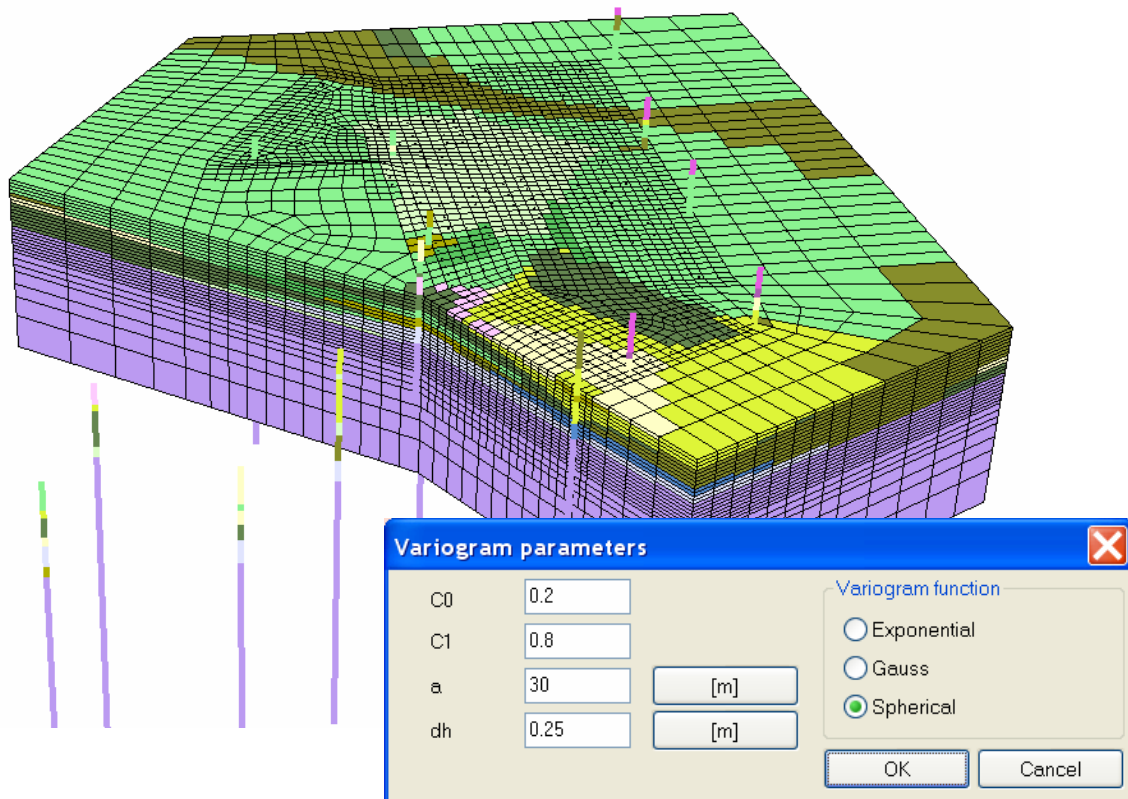 Variogram parameters
C0 0.2
C1 0.8
a 30 [m]
dh 0.25 [m]
Variogram function
Exponential
Gauss
Spherical
OK Cancel